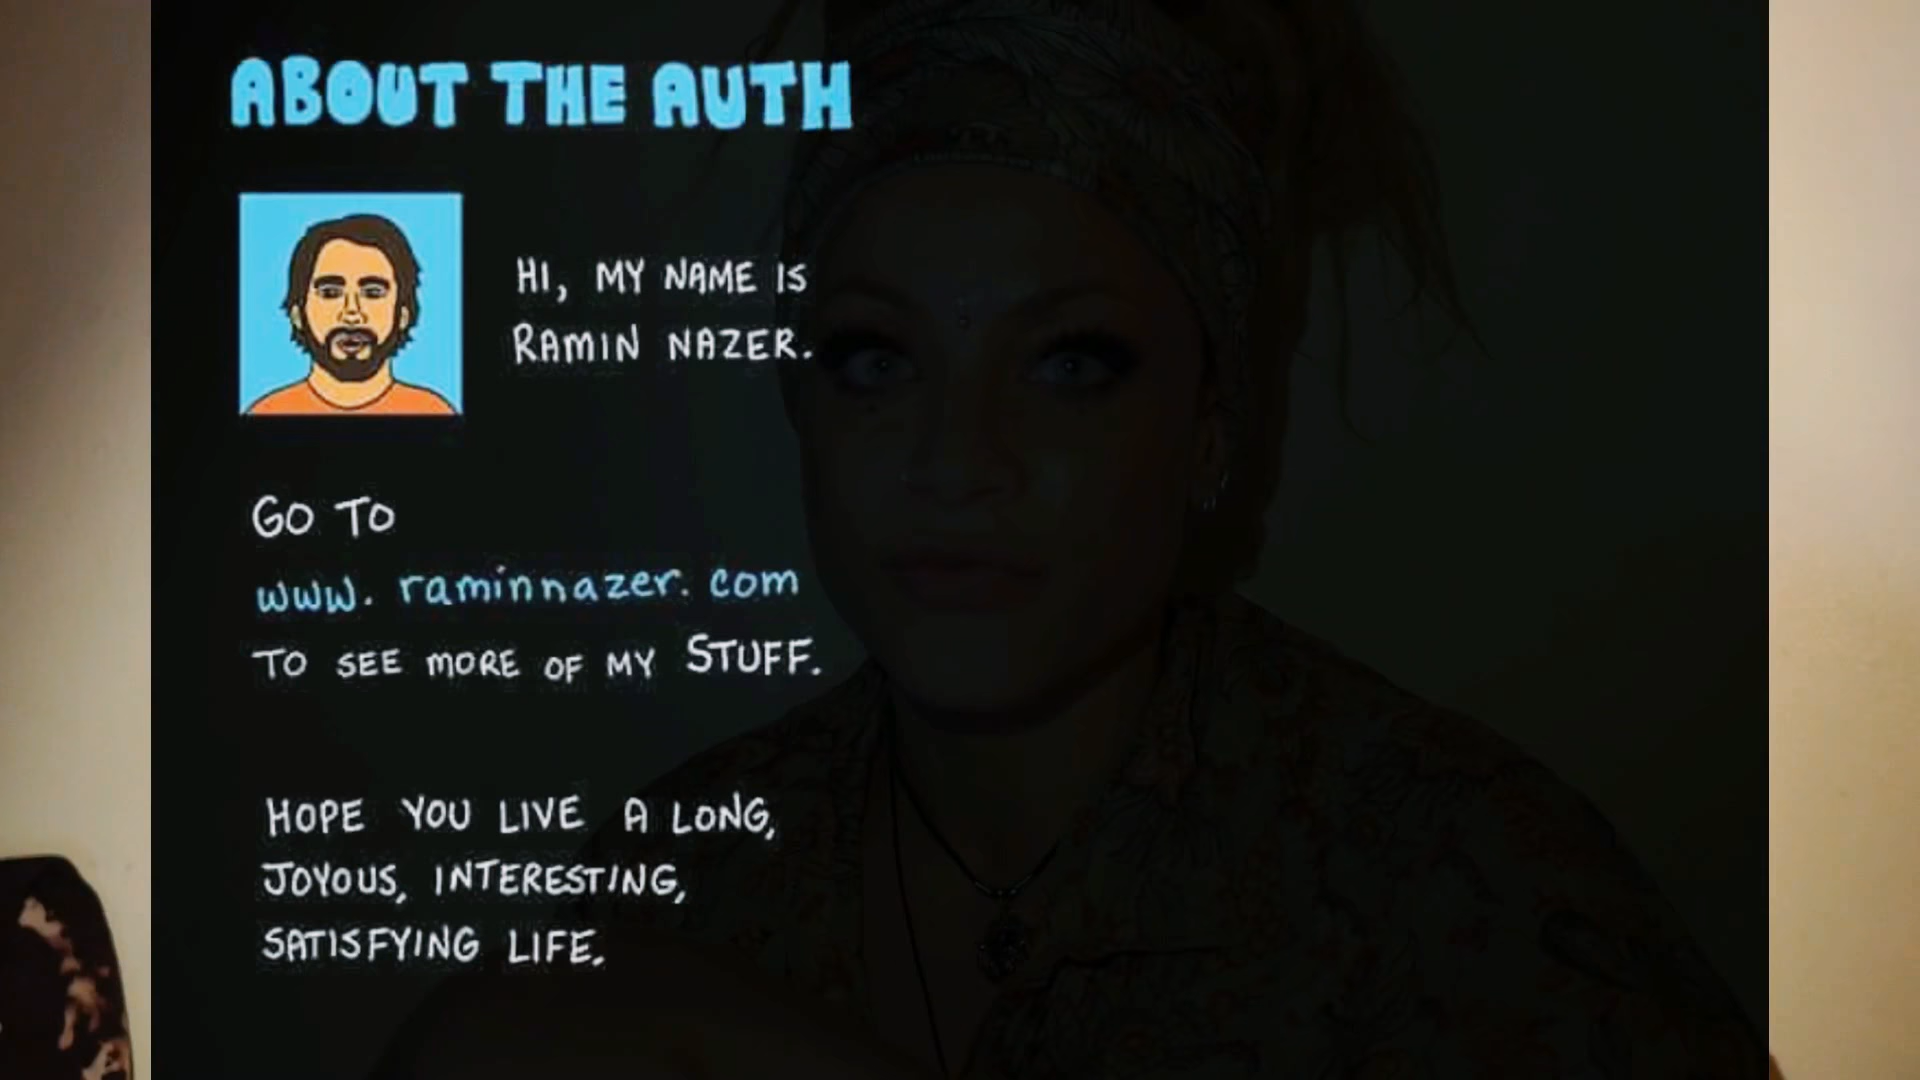 ABOUT THE AUTH
HI, MY NAME IS
RAMIN NAZER.
GO TO
www.raminnazer.com
TO SEE MORE OF MY STUFF.
HOPE YOU LIVE A LONG,
JOYOUS, INTERESTING,
SATISFYING LIFE.